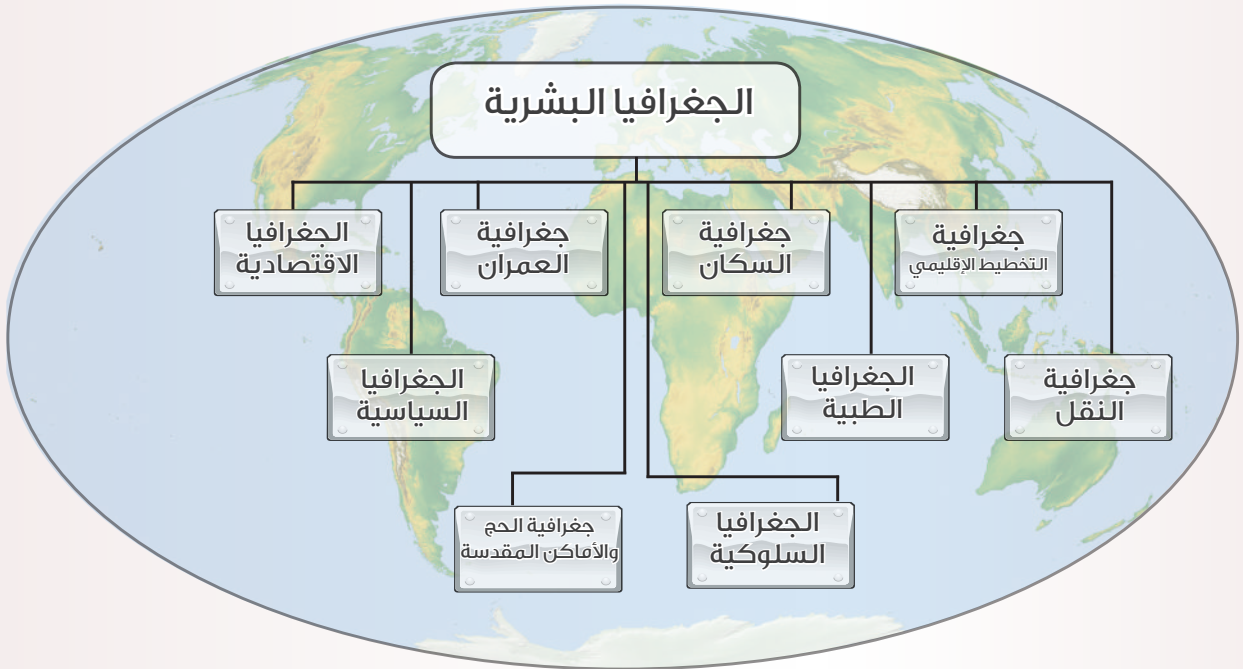 الجغرافيا البشرية
جغرافية
التخطيط الإقليمي
جغرافية
السكان
جغرافية
العمران
الجغرافيا
الاقتصادية
جغرافية
النقل
الجغرافيا
الطبية
الجغرافيا
السياسية
الجغرافيا
السلوكية
جغرافية الحج
والأماكن المقدسة